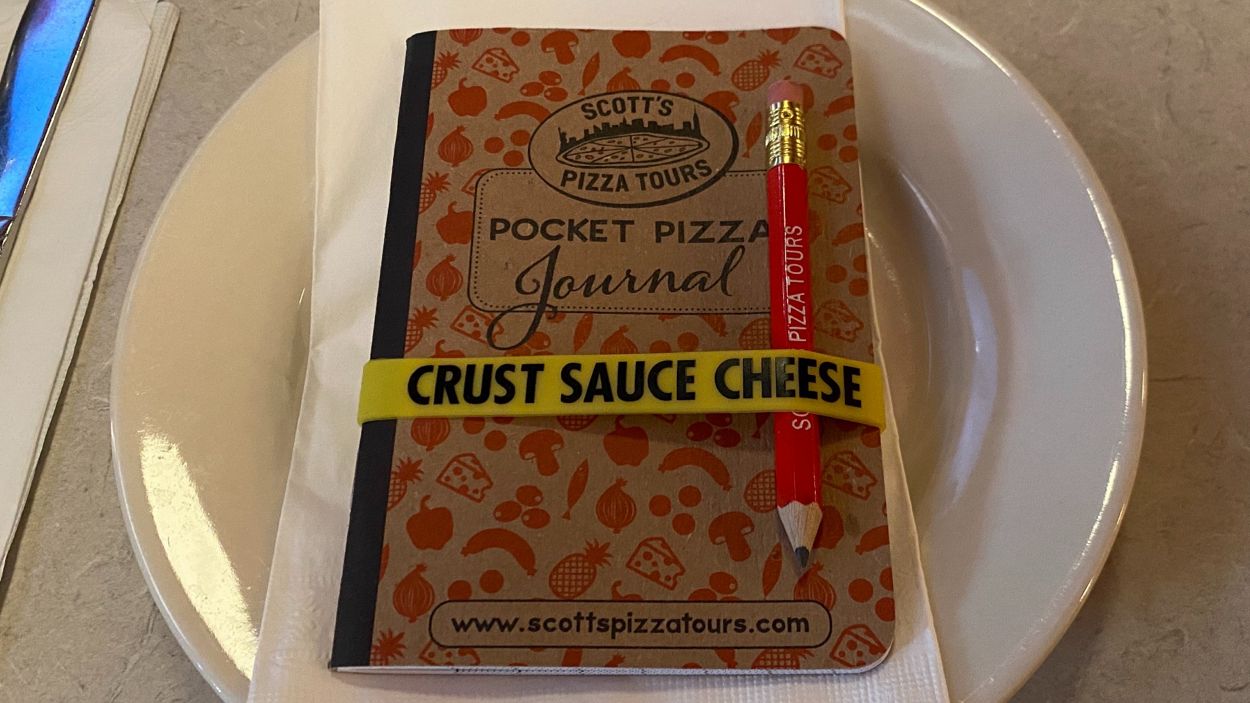 SCOTT'S
PIZZA TOURS
POCKET PIZZA
Journal
PIZZA TOURS
CRUST SAUCE CHEESE
www.scottspizzatours.com